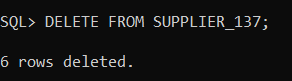 SQL> DELETE FROM SUPPLIER_137;
6 rows deleted.